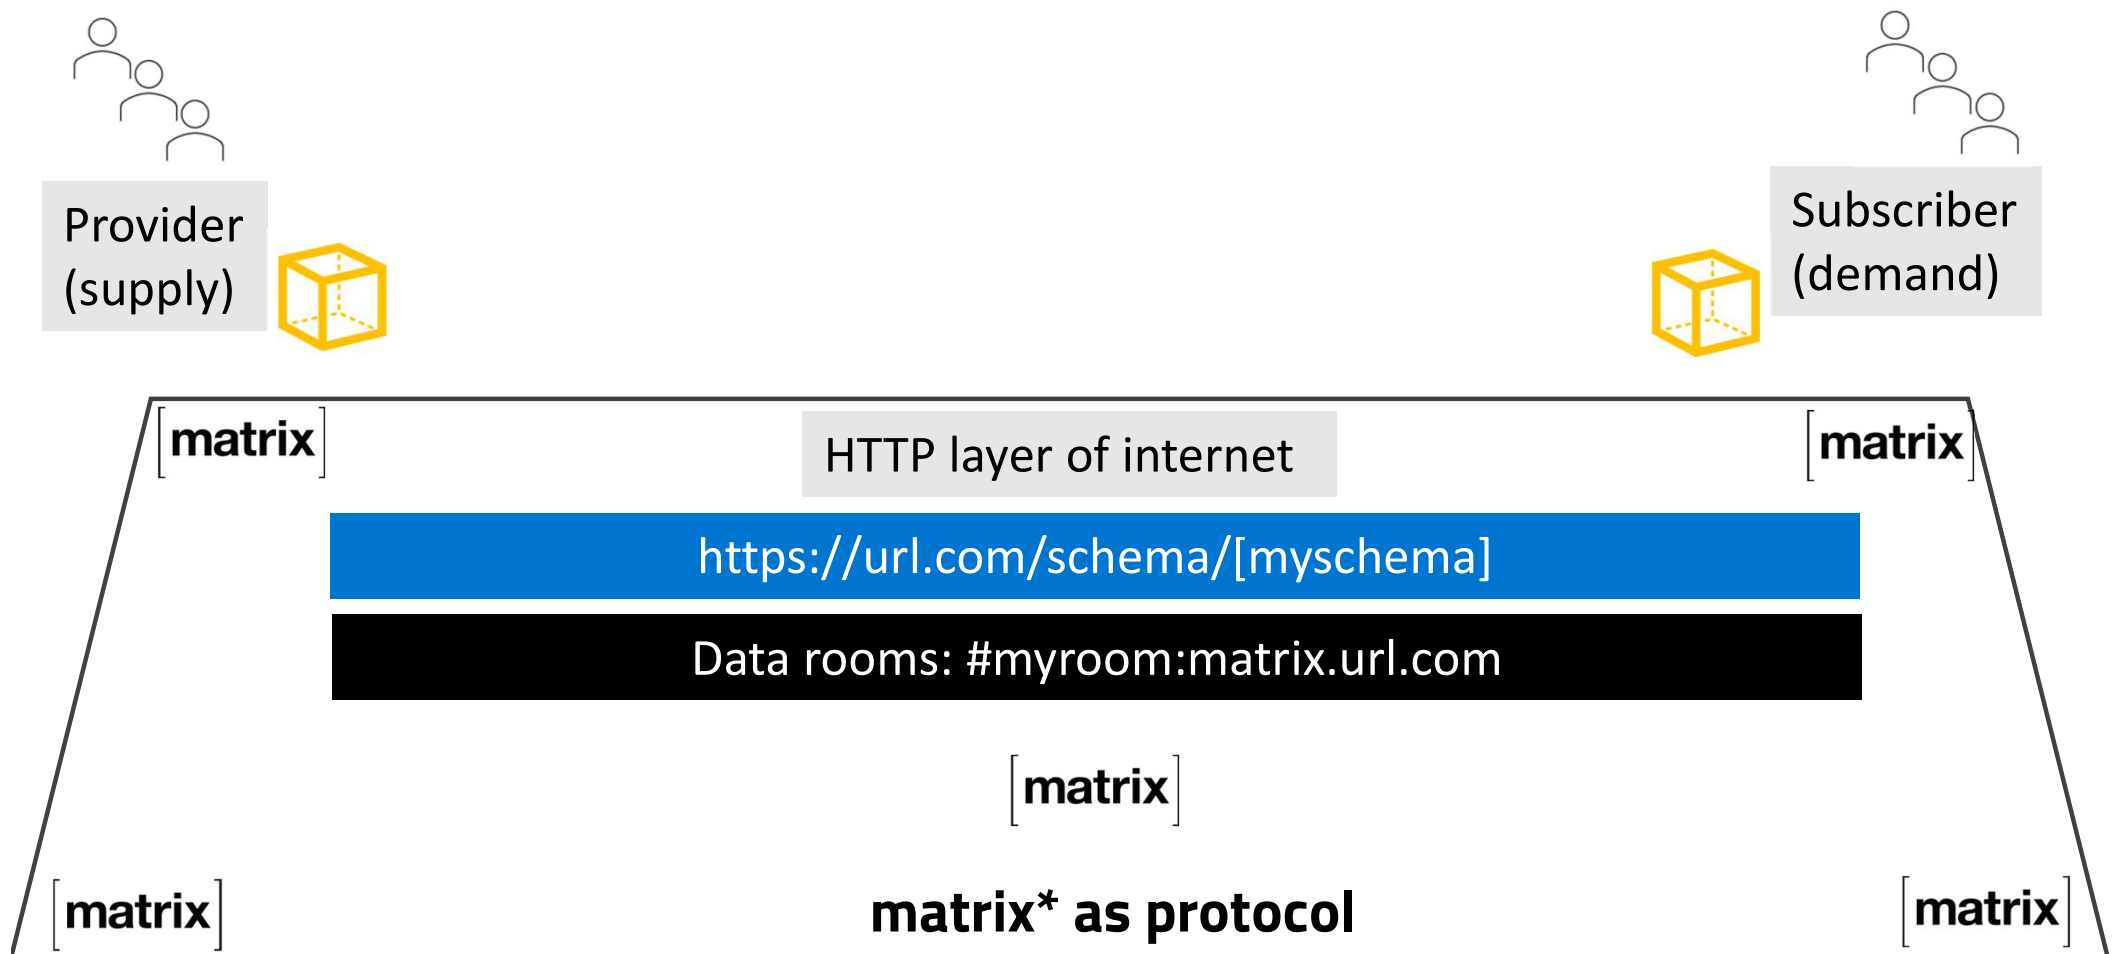 Provider
(supply)
Subscriber
(demand)
[matrix]
HTTP layer of internet
[matrix]
https://url.com/schema/[myschema]
Data rooms: #myroom:matrix.url.com
[matrix]
[matrix]
matrix* as protocol
[matrix]